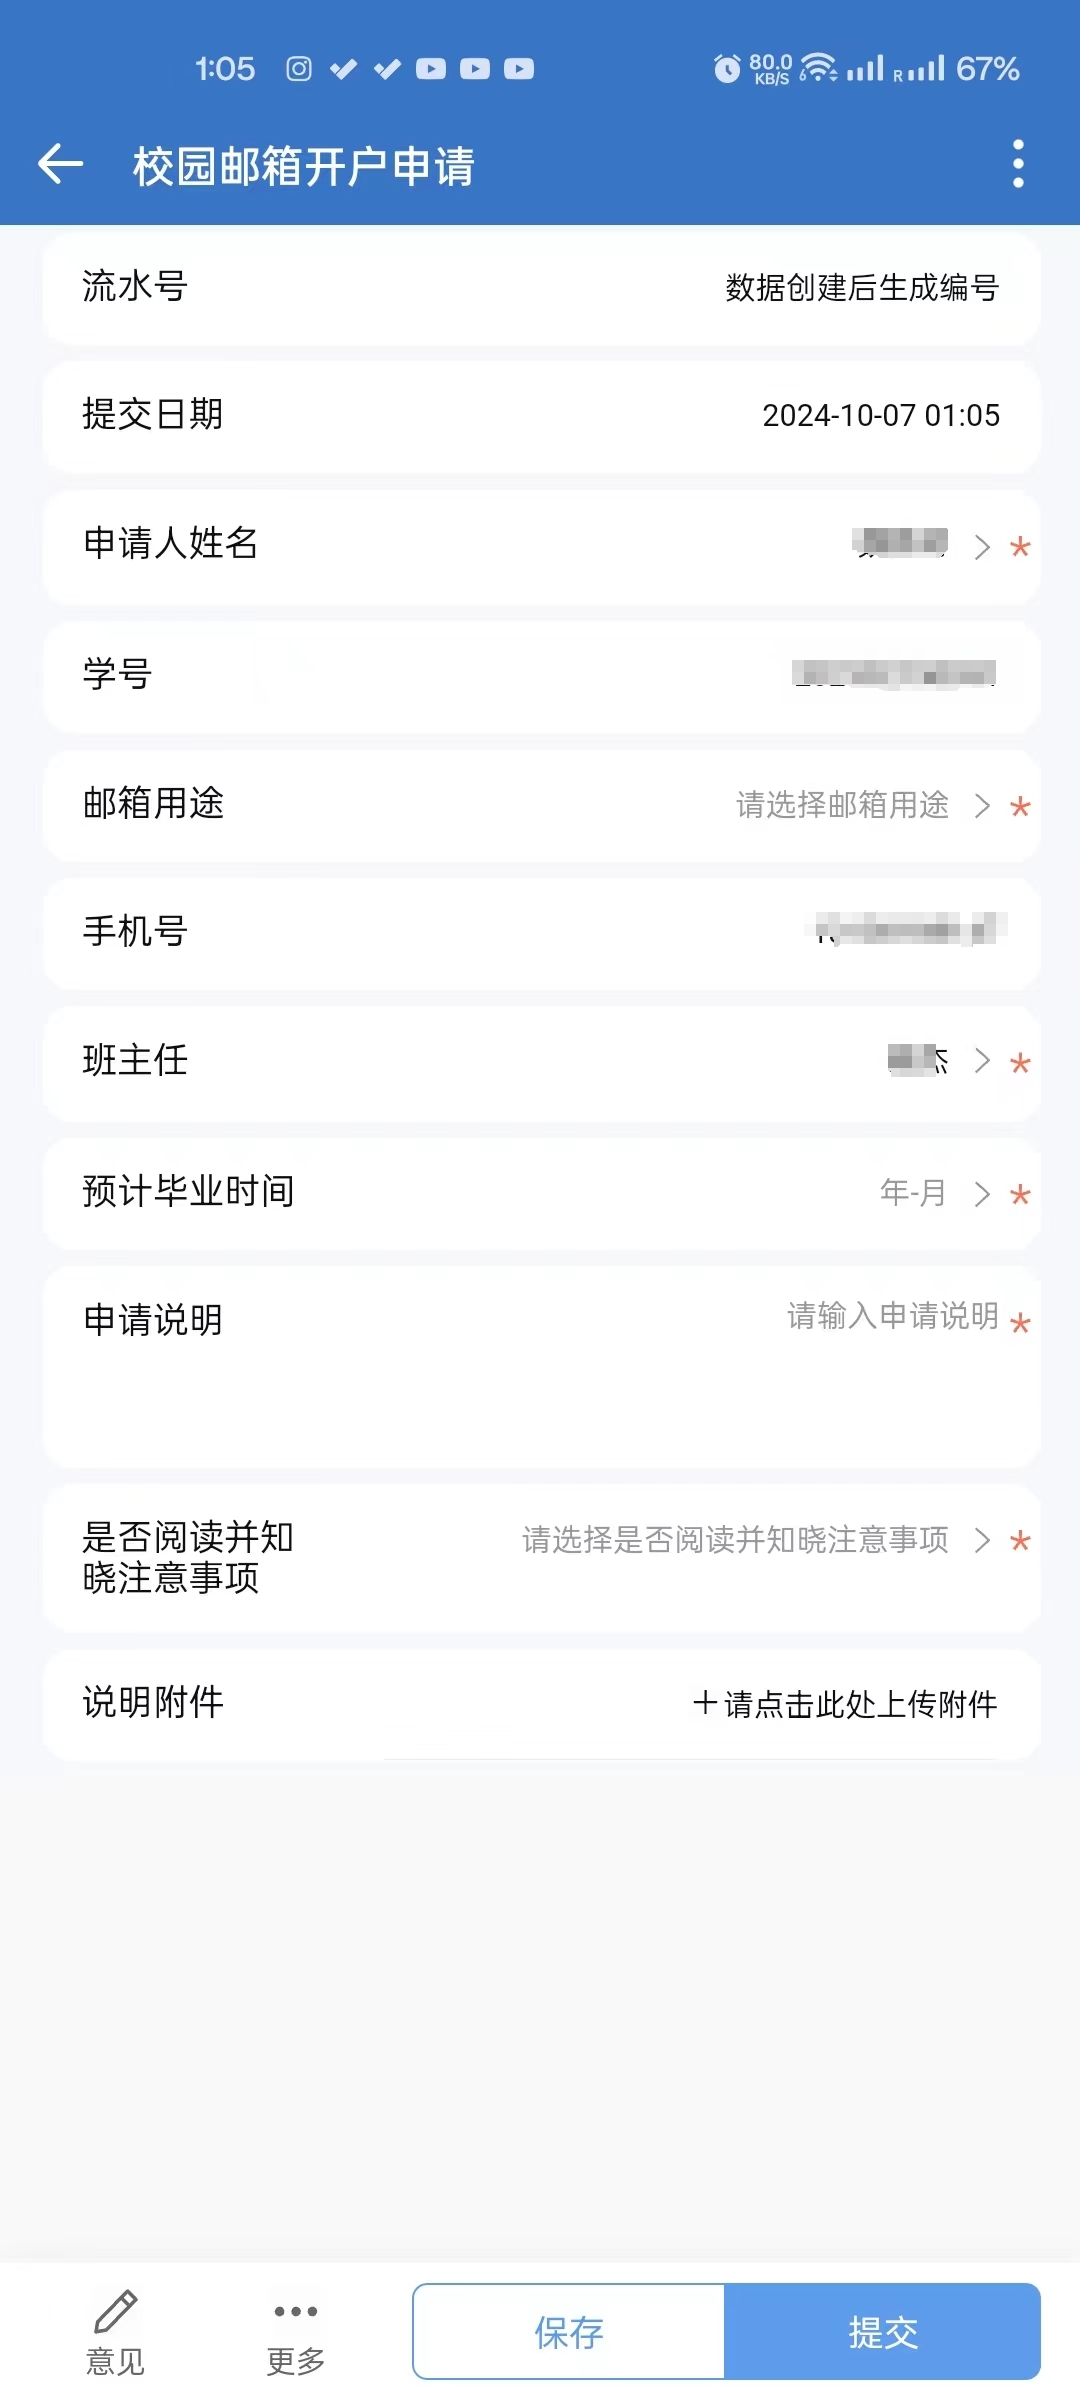 1:05
80.0 KB/S
6
R
67%
校园邮箱开户申请
流水号 数据创建后生成编号
提交日期 2024-10-07 01:05
申请人姓名 *
学号
邮箱用途 请选择邮箱用途 *
手机号
班主任 杰 *
预计毕业时间 年-月 *
申请说明 请输入申请说明 *
是否阅读并知 请选择是否阅读并知晓注意事项 *
晓注意事项
说明附件 +请点击此处上传附件
意见 更多 保存 提交